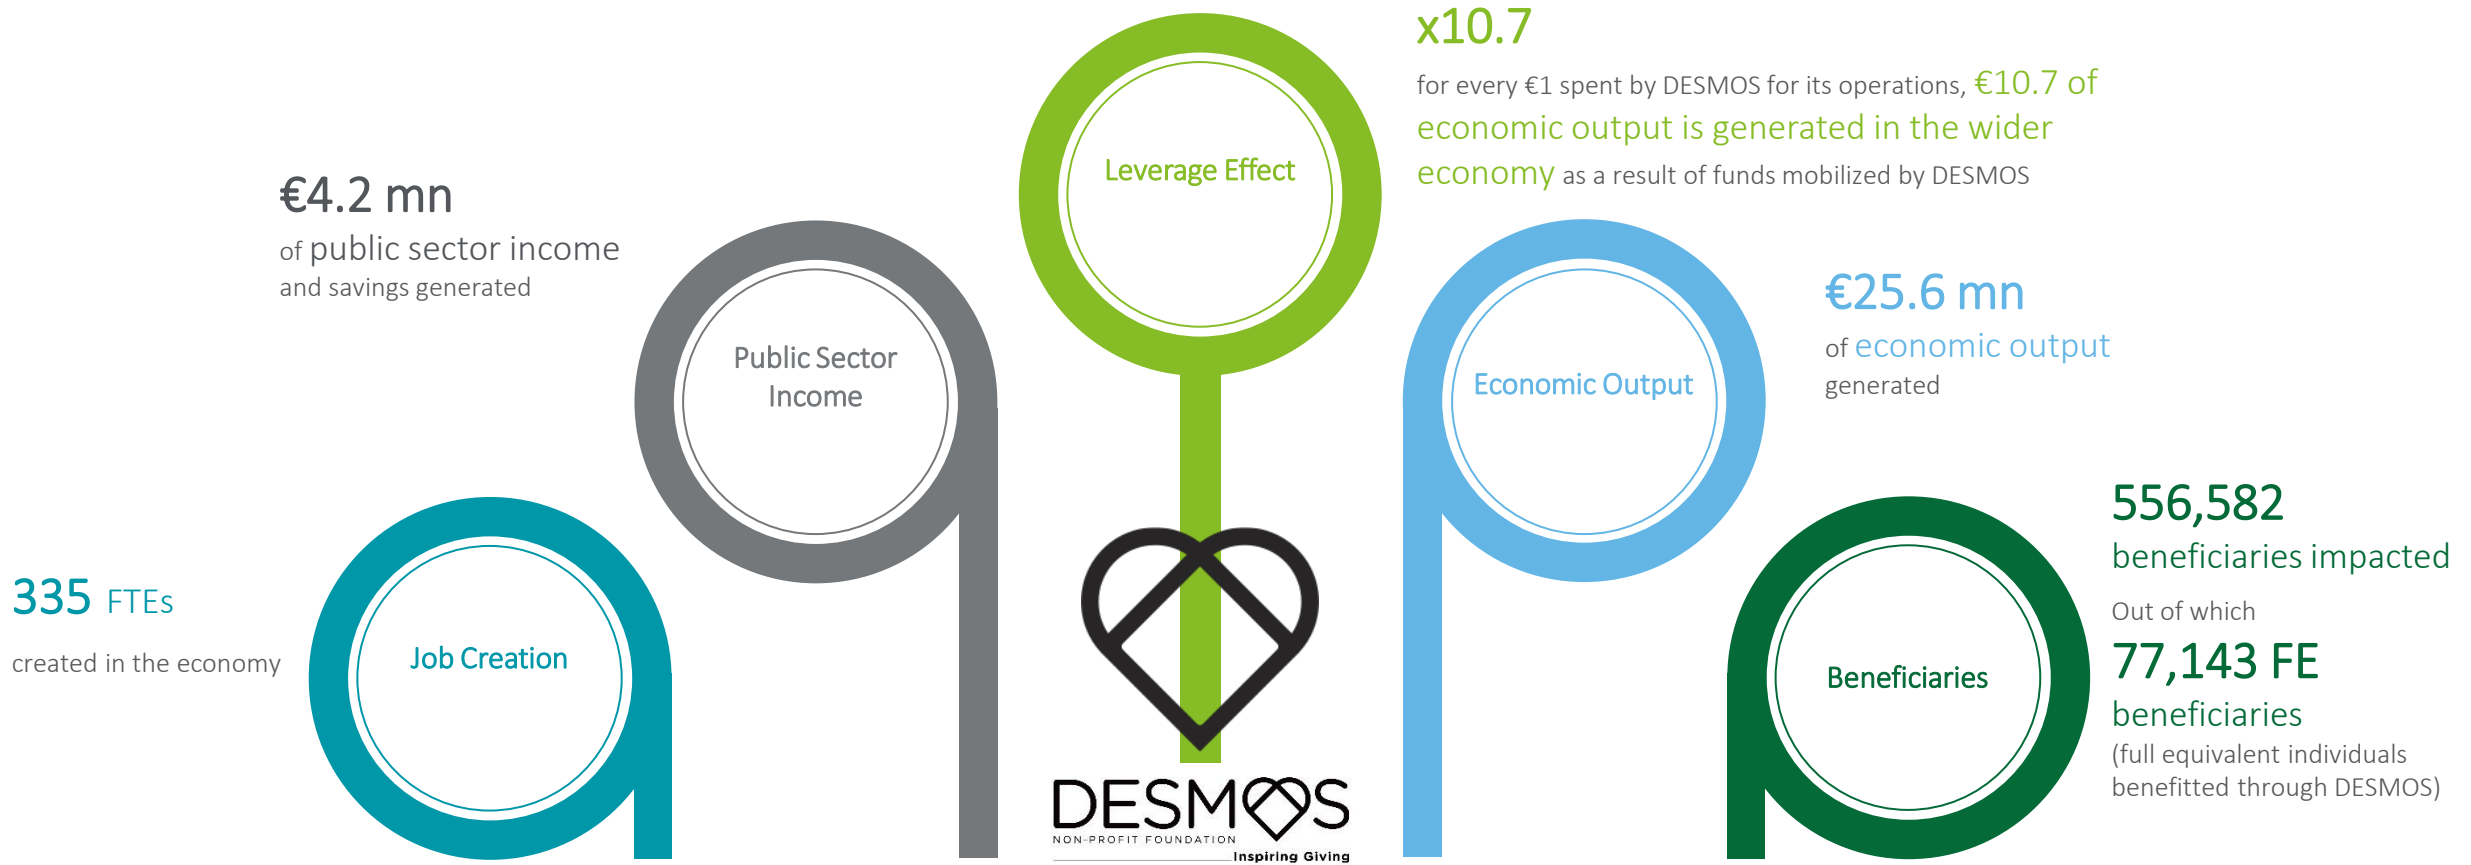 x10.7
for every €1 spent by DESMOS for its operations, €10.7 of
economic output is generated in the wider
economy as a result of funds mobilized by DESMOS
Leverage Effect
€4.2 mn
of public sector income
and savings generated
Public Sector
Income
€25.6 mn
of economic output
generated
Economic Output
335 FTEs
created in the economy
Job Creation
556,582
beneficiaries impacted
Out of which
77,143 FE
beneficiaries
(full equivalent individuals
benefitted through DESMOS)
Beneficiaries
DESMOS
NON-PROFIT FOUNDATION
Inspiring Giving